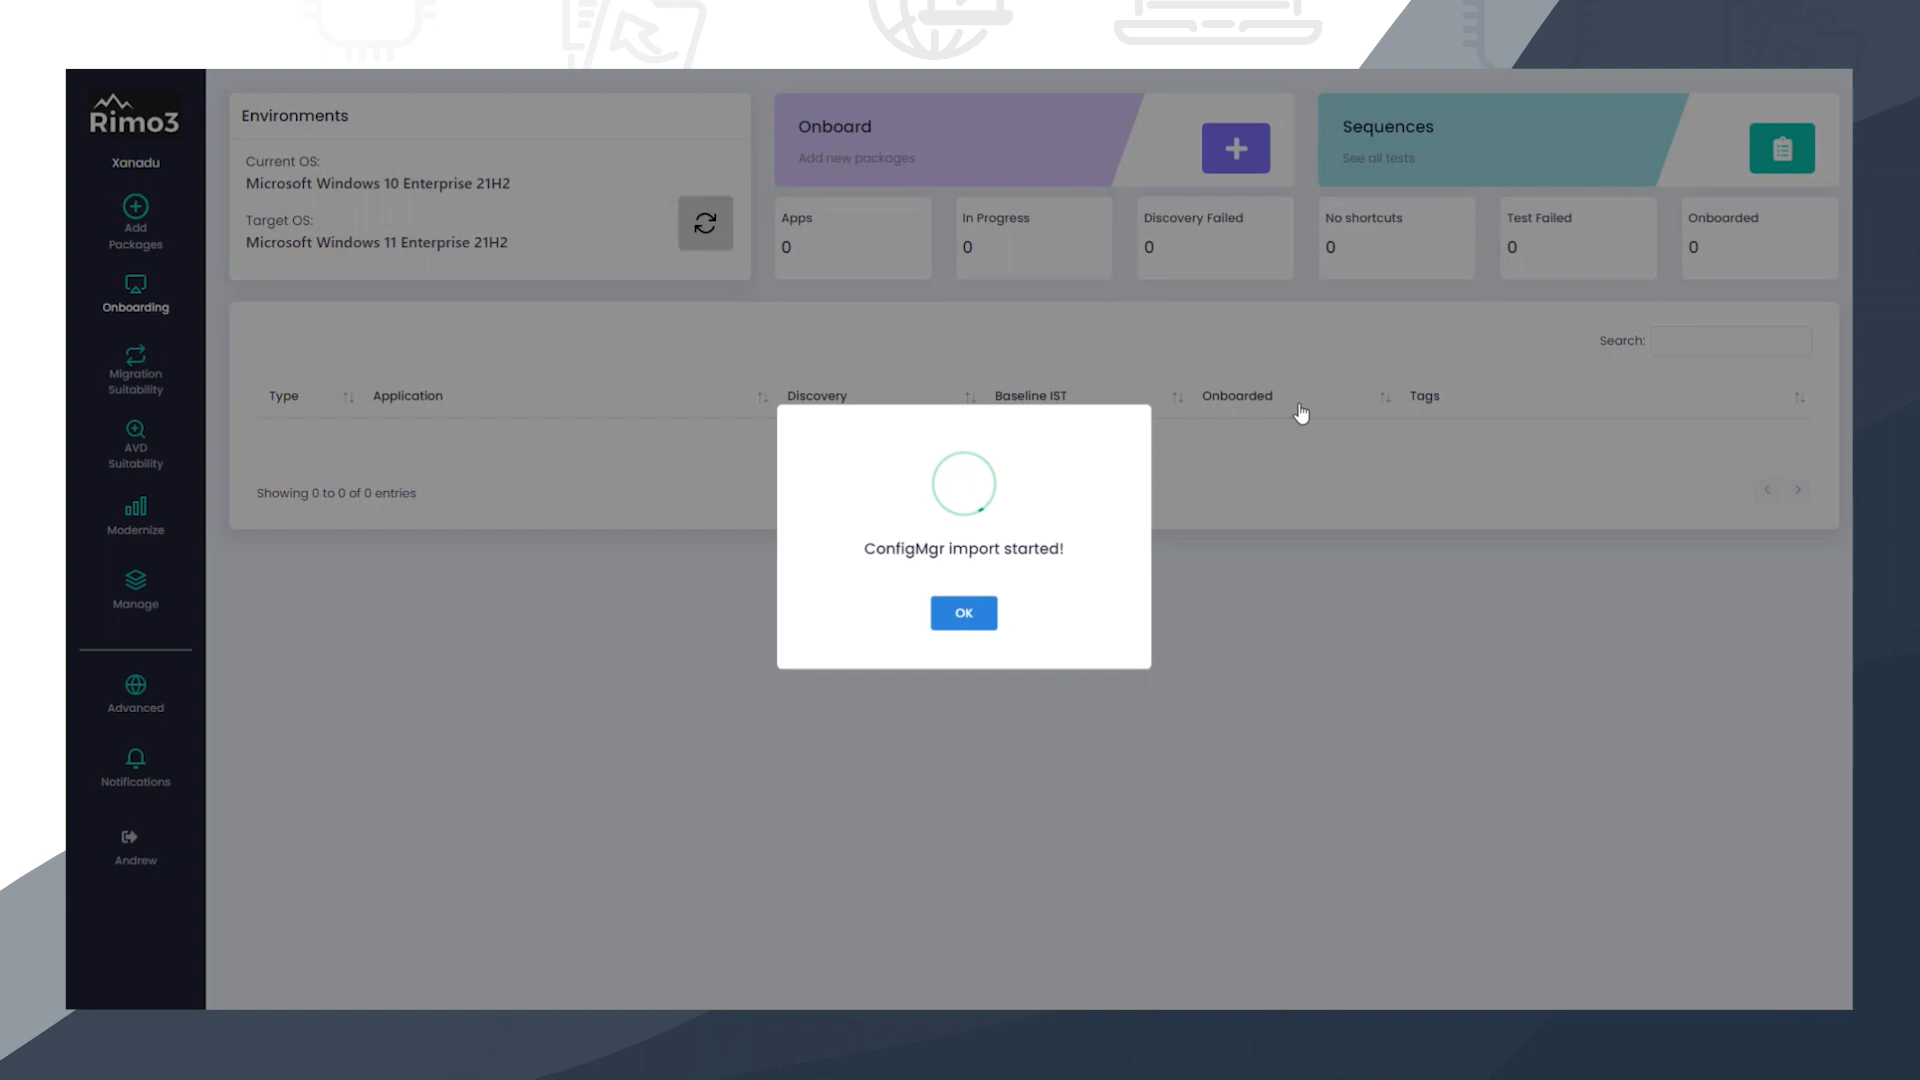 Rimo3
Xanadu
Add
Packages
Onboarding
Migration
Suitability
AVD
Suitability
Modernize
Manage
Advanced
Notifications
Andrew
Environments
Current OS:
Microsoft Windows 10 Enterprise 21H2
Target OS:
Microsoft Windows 11 Enterprise 21H2
Onboard
Add new packages
Sequences
See all tests
Apps
0
In Progress
0
Discovery Failed
0
No shortcuts
0
Test Failed
0
Onboarded
0
Search:
Type Application Discovery Baseline IST Onboarded Tags
Showing 0 to 0 of 0 entries
ConfigMgr import started!
OK